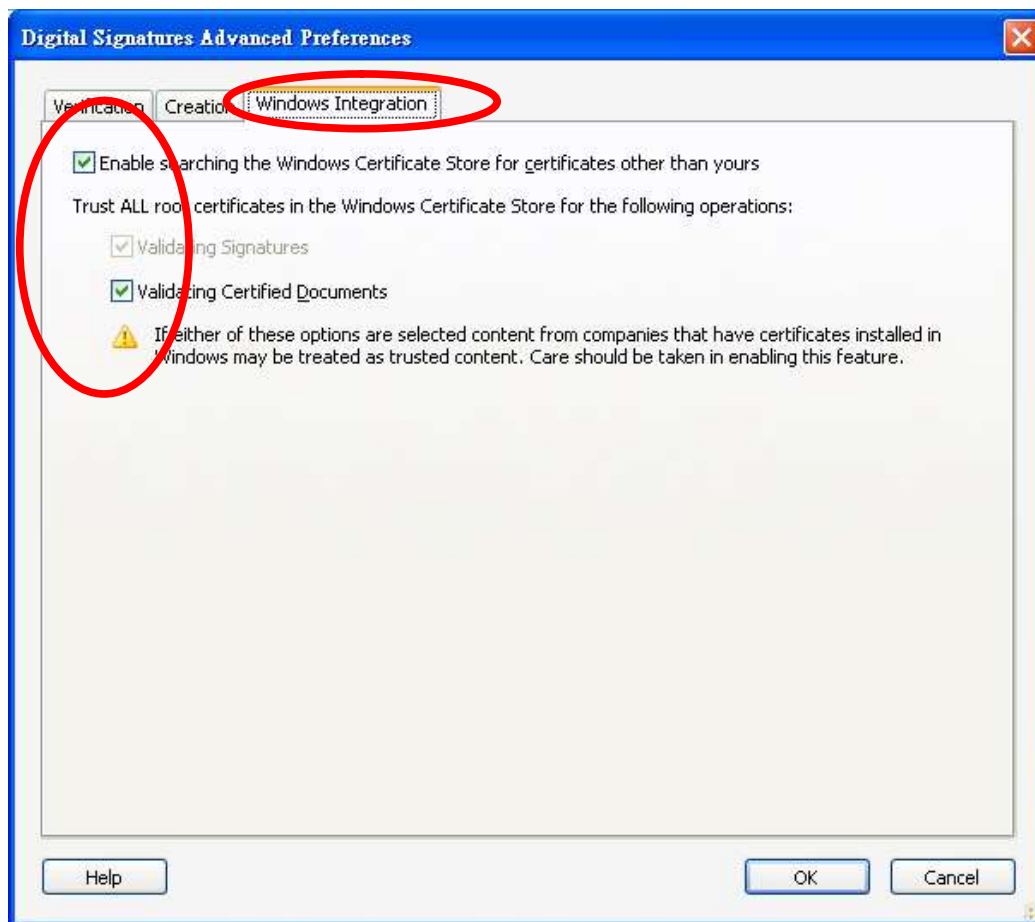 Digital Signatures Advanced Preferences
Verification Creation Windows Integration
Enable searching the Windows Certificate Store for certificates other than yours
Trust ALL root certificates in the Windows Certificate Store for the following operations:
Validating Signatures
Validating Certified Documents
If either of these options are selected content from companies that have certificates installed in
Windows may be treated as trusted content. Care should be taken in enabling this feature.
Help OK Cancel